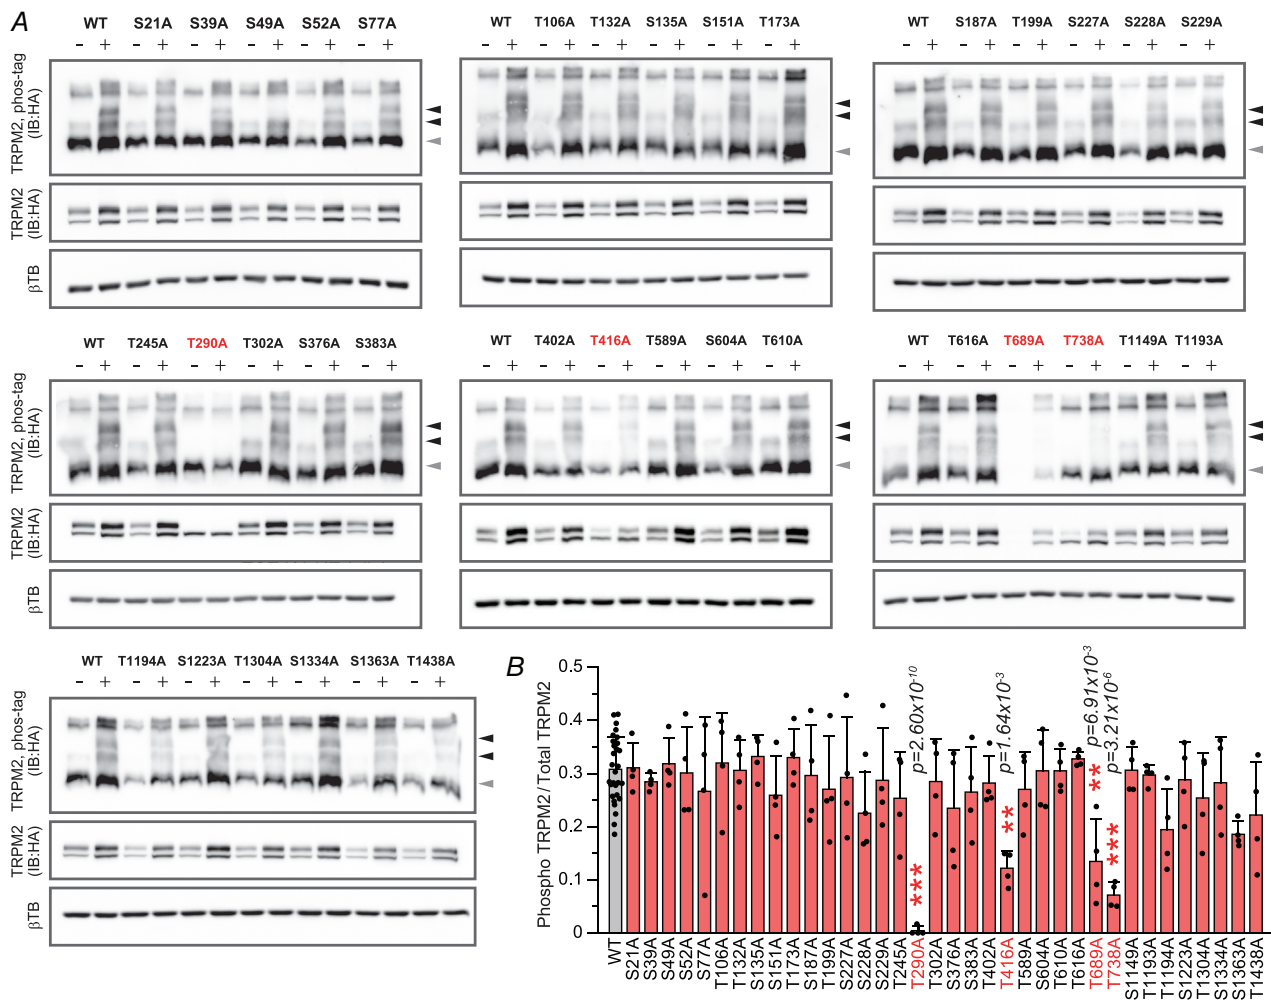 A
WT S21A S39A S49A S52A S77A
– + – + – + – + – + – +
TRPM2, phos-tag
(IB:HA)
TRPM2
(IB:HA)
βTB
WT T106A T132A S135A S151A T173A
– + – + – + – + – + – +
WT S187A T199A S227A S228A S229A
– + – + – + – + – + – +
WT T245A T290A T302A S376A S383A
– + – + – + – + – + – +
TRPM2, phos-tag
(IB:HA)
TRPM2
(IB:HA)
βTB
WT T402A T416A T589A S604A T610A
– + – + – + – + – + – +
WT T616A T689A T738A T1149A T1193A
– + – + – + – + – + – +
WT T1194A S1223A T1304A S1334A S1363A T1438A
– + – + – + – + – + – + – +
TRPM2, phos-tag
(IB:HA)
TRPM2
(IB:HA)
βTB
B
Phospho TRPM2 / Total TRPM2
0.5
0.4
0.3
0.2
0.1
0
p=2.60x10-10
***
p=1.64x10-3
**
p=6.91x10-3
**
p=3.21x10-6
***
WT
S21A
S39A
S49A
S52A
S77A
T106A
T132A
S135A
S151A
T173A
S187A
T199A
S227A
S228A
S229A
T245A
T290A
T302A
S376A
S383A
T402A
T416A
T589A
S604A
T610A
T616A
T689A
T738A
S1149A
T1193A
T1194A
S1223A
T1304A
S1334A
S1363A
T1438A